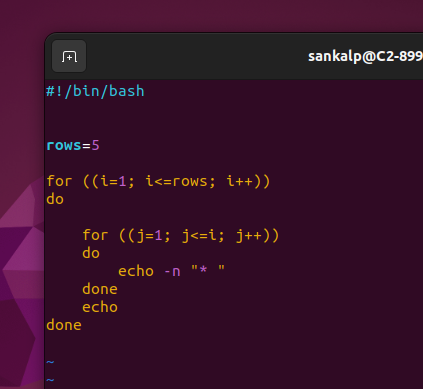 sankalp@C2-899
#!/bin/bash
rows=5
for ((i=1; i<=rows; i++))
do
for ((j=1; j<=i; j++))
do
echo -n "* "
done
echo
done
~
~